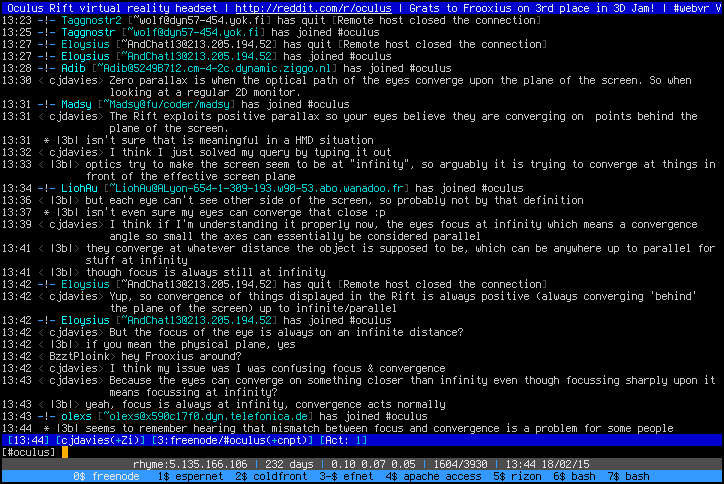 Oculus Rift virtual reality headset | http://reddit.com/r/oculus | Grats to Frooxius on 3rd place in 3D Jam! | #webvr V
13:23 -!- Taggnostr2 [~wolf@dyn57-454.yok.fi] has quit [Remote host closed the connection]
13:25 -!- Taggnostr [~wolf@dyn57-454.yok.fi] has joined #oculus
13:27 -!- Eloysius [~AndChat13@213.205.194.52] has quit [Remote host closed the connection]
13:27 -!- Eloysius [~AndChat13@213.205.194.52] has joined #oculus
13:28 -!- Adib [~Adib@5249B712.cm-4-2c.dynamic.ziggo.nl] has joined #oculus
13:30 < cjdavies> Zero parallax is when the optical path of the eyes converge upon the plane of the screen. So when
looking at a regular 2D monitor.
13:31 -!- Madsy [~Madsy@fu/coder/madsy] has joined #oculus
13:31 < cjdavies> The Rift exploits positive parallax so your eyes believe they are converging on  points behind the
plane of the screen.
13:31  * |3b| isn't sure that is meaningful in a HMD situation
13:32 < cjdavies> I think I just solved my query by typing it out
13:33 < |3b|> optics try to make the screen seem to be at "infinity", so arguably it is trying to converge at things in
front of the effective screen plane
13:34 -!- LiohAu [~LiohAu@ALyon-654-1-309-193.w90-53.abo.wanadoo.fr] has joined #oculus
13:36 < |3b|> but each eye can't see other side of the screen, so probably not by that definition
13:37  * |3b| isn't even sure my eyes can converge that close :p
13:39 < cjdavies> I think if I'm understanding it properly now, the eyes focus at infinity which means a convergence
angle so small the axes can essentially be considered parallel
13:41 < |3b|> they converge at whatever distance the object is supposed to be, which can be anywhere up to parallel for
stuff at infinity
13:41 < |3b|> though focus is always still at infinity
13:42 -!- Eloysius [~AndChat13@213.205.194.52] has quit [Remote host closed the connection]
13:42 < cjdavies> Yup, so convergence of things displayed in the Rift is always positive (always converging 'behind'
the plane of the screen) up to infinite/parallel
13:42 -!- Eloysius [~AndChat13@213.205.194.52] has joined #oculus
13:42 < cjdavies> But the focus of the eye is always on an infinite distance?
13:42 < |3b|> if you mean the physical plane, yes
13:42 < BzztPloink> hey Frooxius around?
13:42 < cjdavies> I think my issue was I was confusing focus & convergence
13:43 < cjdavies> Because the eyes can converge on something closer than infinity even though focussing sharply upon it
means focussing at infinity?
13:43 < |3b|> yeah, focus is always at infinity, convergence acts normally
13:43 -!- olexs [~olexs@x590c17f0.dyn.telefonica.de] has joined #oculus
13:44  * |3b| seems to remember hearing that mismatch between focus and convergence is a problem for some people
[13:44] [cjdavies(+Zi)] [3:freenode/#oculus(+cnpt)] [Act: 1]
[#oculus]
rhyme:5.135.166.106 | 232 days | 0.10 0.07 0.05 | 1604/3930 | 13:44 18/02/15
0$ freenode  1$ espernet  2$ coldfront  3-$ efnet  4$ apache access  5$ rizon  6$ bash  7$ bash